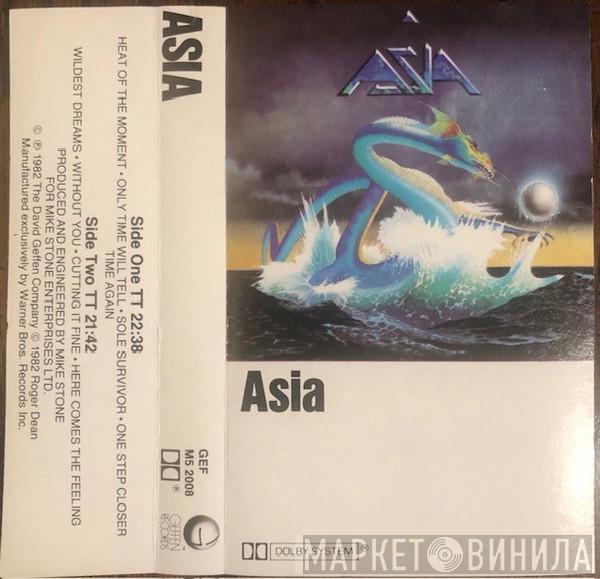 ASIA
Asia
DOLBY SYSTEM ®
ASIA
GEF
M5 2008
®
GEFFEN
RECORDS
Side One TT 22:38
HEAT OF THE MOMENT • ONLY TIME WILL TELL • SOLE SURVIVOR • ONE STEP CLOSER
TIME AGAIN
Side Two TT 21:42
WILDEST DREAMS • WITHOUT YOU • CUTTING IT FINE • HERE COMES THE FEELING
PRODUCED AND ENGINEERED BY MIKE STONE
FOR MIKE STONE ENTERPRISES LTD.
© ℗ 1982 The David Geffen Company © 1982 Roger Dean
Manufactured exclusively by Warner Bros. Records Inc.
МАРКЕТ ВИНИЛА